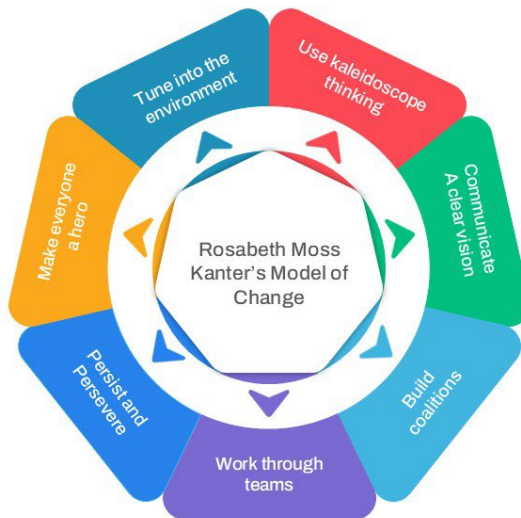 Tune into the
environment
Use kaleidoscope
thinking
Communicate
A clear vision
Build
coalitions
Work through
teams
Persist and
Persevere
Make everyone
a hero
Rosabeth Moss
Kanter's Model of
Change